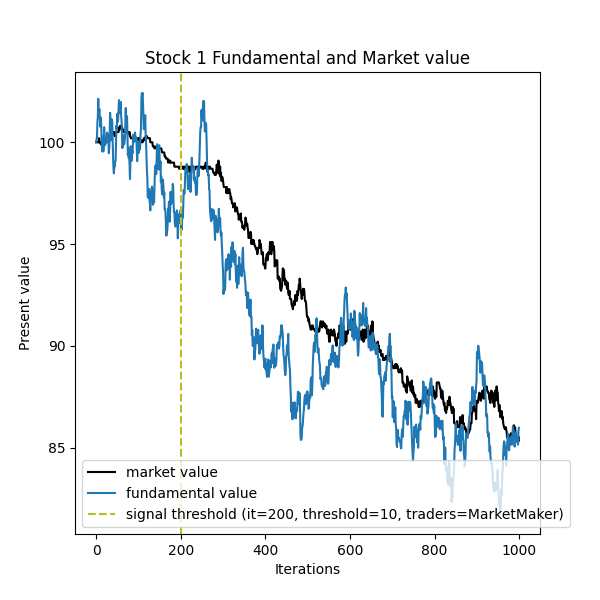 Stock 1 Fundamental and Market value
Present value
100
95
90
85
market value
fundamental value
signal threshold (it=200, threshold=10, traders=MarketMaker)
0 200 400 600 800 1000
Iterations